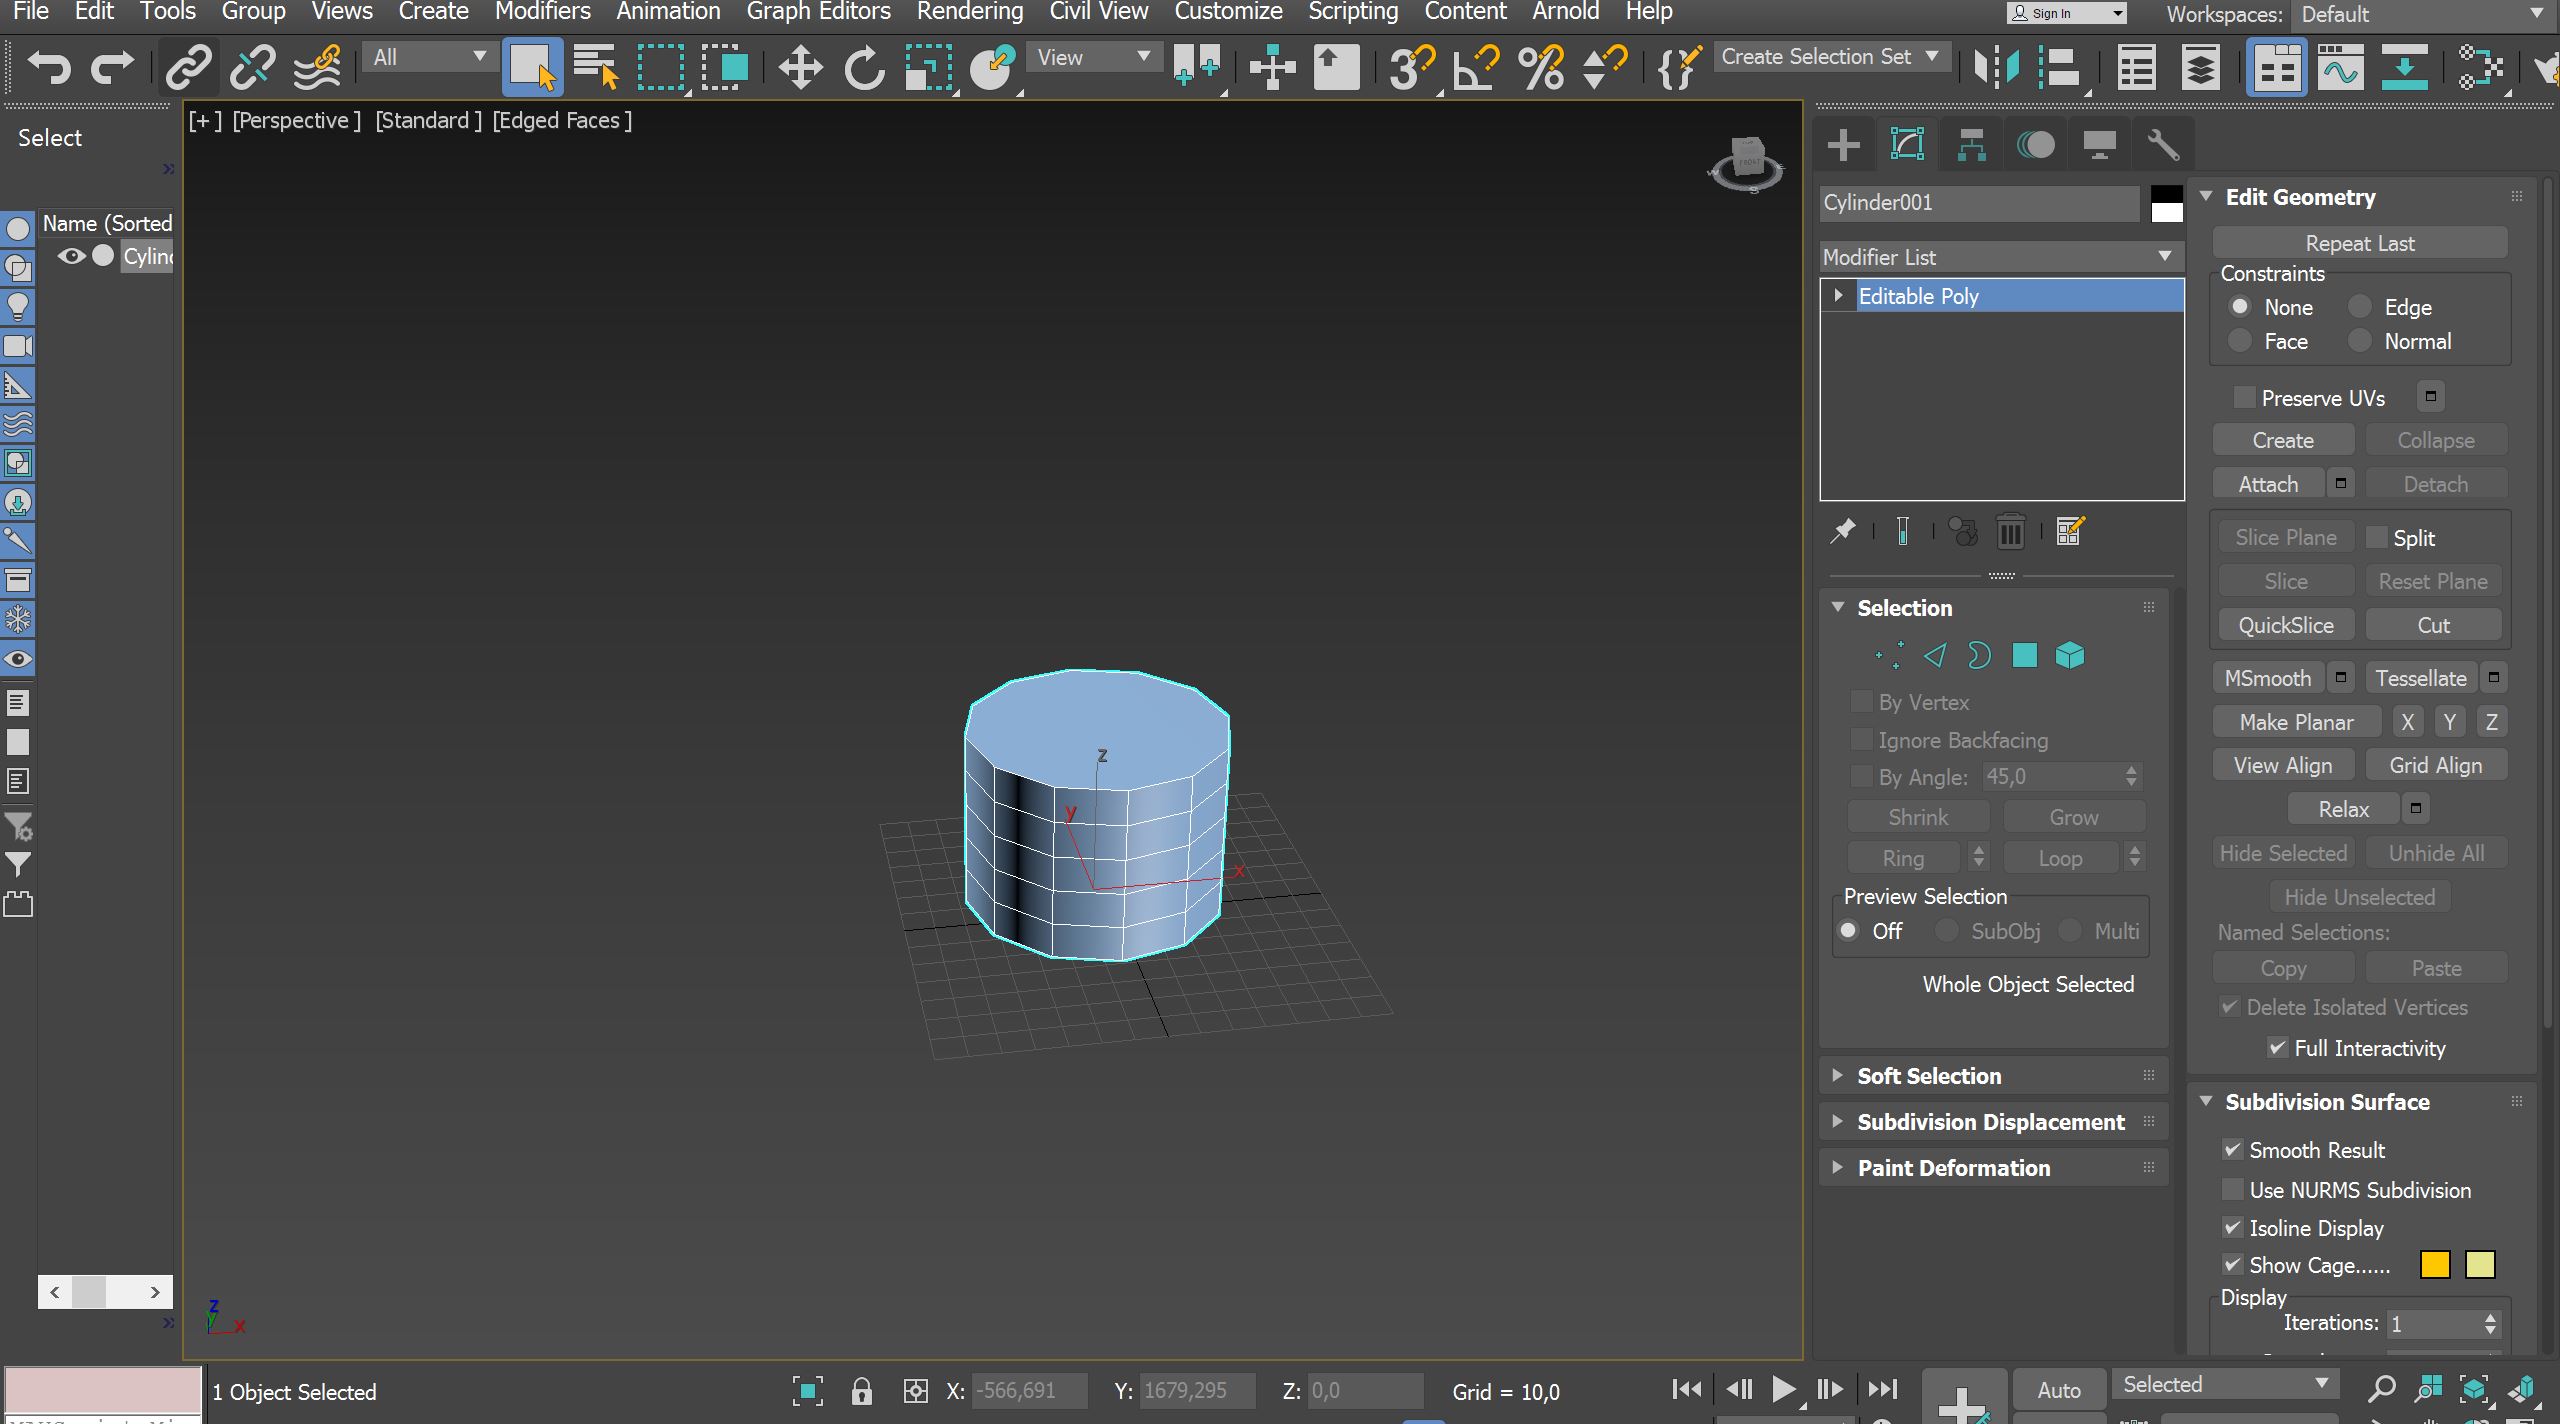 File Edit Tools Group Views Create Modifiers Animation Graph Editors Rendering Civil View Customize Scripting Content Arnold Help Sign In Workspaces: Default
All View Create Selection Set
[+] [Perspective] [Standard] [Edged Faces]
Select
Name (Sorted
Cylind
FRONT
W S
z
y
x
z
y
x
Cylinder001
Modifier List
Editable Poly
Selection
By Vertex
Ignore Backfacing
By Angle: 45,0
Shrink Grow
Ring Loop
Preview Selection
Off SubObj Multi
Whole Object Selected
Soft Selection
Subdivision Displacement
Paint Deformation
Edit Geometry
Repeat Last
Constraints
None Edge
Face Normal
Preserve UVs
Create Collapse
Attach Detach
Slice Plane Split
Slice Reset Plane
QuickSlice Cut
MSmooth Tessellate
Make Planar X Y Z
View Align Grid Align
Relax
Hide Selected Unhide All
Hide Unselected
Named Selections:
Copy Paste
Delete Isolated Vertices
Full Interactivity
Subdivision Surface
Smooth Result
Use NURMS Subdivision
Isoline Display
Show Cage......
Display
Iterations: 1
1 Object Selected X: -566,691 Y: 1679,295 Z: 0,0 Grid = 10,0 Auto Selected